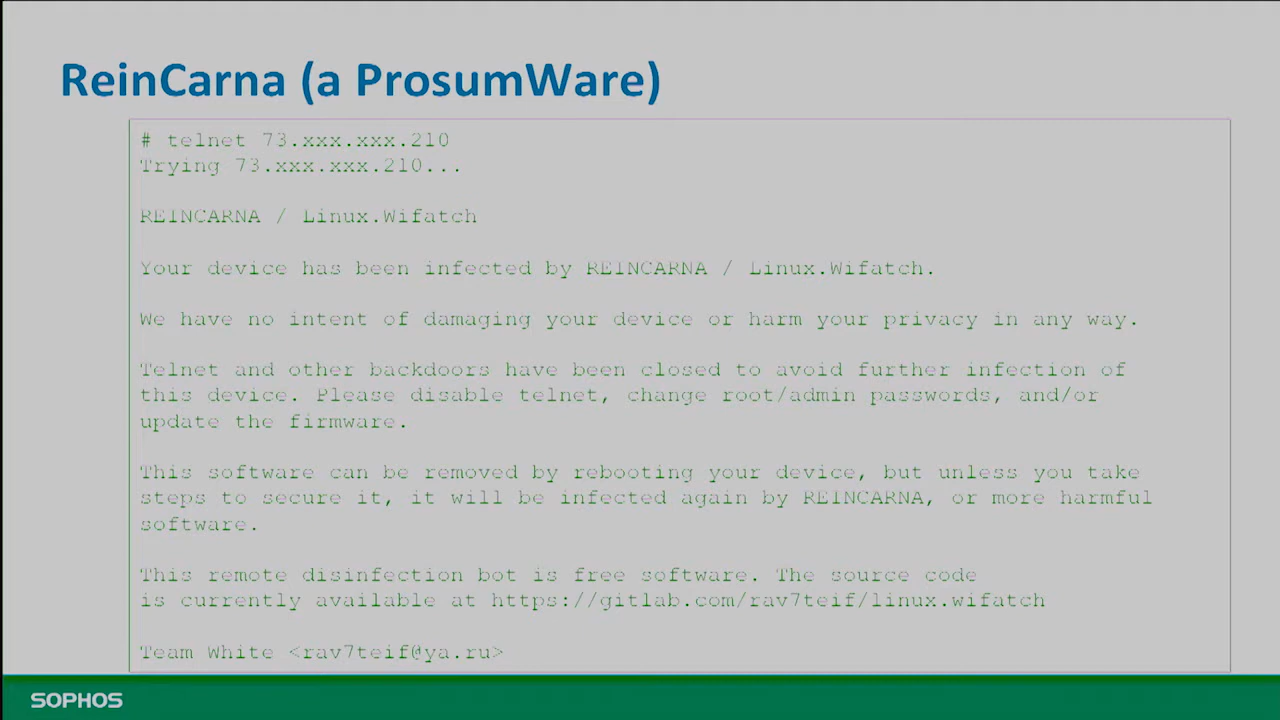 ReinCarna (a ProsumWare)
# telnet 73.xxx.xxx.210
Trying 73.xxx.xxx.210...
REINCARNA / Linux.Wifatch
Your device has been infected by REINCARNA / Linux.Wifatch.
We have no intent of damaging your device or harm your privacy in any way.
Telnet and other backdoors have been closed to avoid further infection of
this device. Please disable telnet, change root/admin passwords, and/or
update the firmware.
This software can be removed by rebooting your device, but unless you take
steps to secure it, it will be infected again by REINCARNA, or more harmful
software.
This remote disinfection bot is free software. The source code
is currently available at https://gitlab.com/rav7teif/linux.wifatch
Team White <rav7teif@ya.ru>
SOPHOS